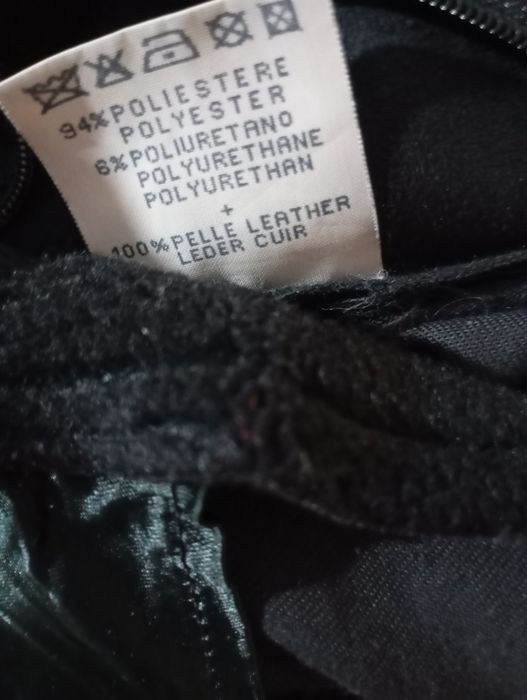 94% POLIESTERE
POLYESTER
6% POLIURETANO
POLYURETHANE
POLYURETHAN
+
100% PELLE LEATHER
LEDER CUIR